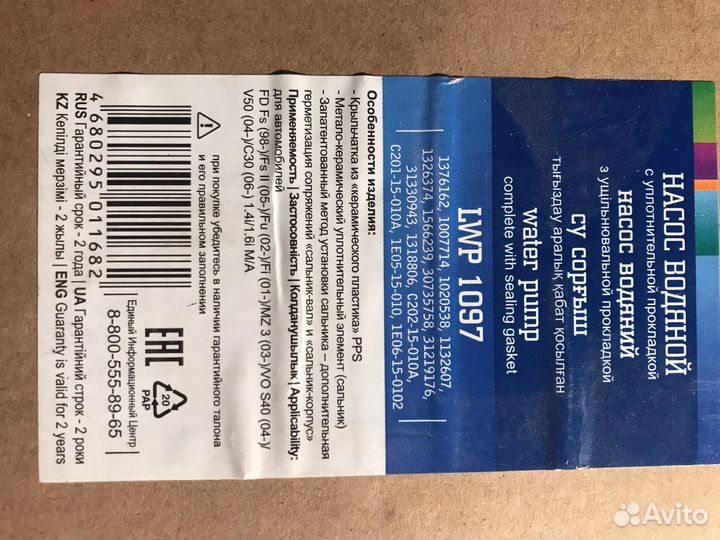 НАСОС ВОДЯНОЙ
с уплотнительной прокладкой
НАСОС ВОДЯНИЙ
з ущільновальной прокладкой
СУ СОРҒЫШ
тығыздау, аралық қабат қосылған
water pump
complete with sealing gasket
LWP 1097
1376162, 1007714, 1020538, 1132607,
1326374, 1566239, 30735758, 31219176,
31330943, 1318806, C202-15-010A,
C201-15-010A, 1E05-15-010, 1E06-15-0102
Особенности изделия:
- Крыльчатка из «керамического пластика» PPS
- Метало-керамический уплотнительный элемент (сальник)
- Запатентованный метод установки сальника – дополнительная
герметизация сопряжений «сальник-вал» и «сальник-корпус»
Применяемость | Застосовність | Колданушылык | Applicability:
для автомобилей
FD Fs (98-)/Fs II (05-)/Fu (02-)/Fi (01-)/MZ 3 (03-)/VO S40 (04-)/
V50 (04-)/C30 (06-) 1.4i/1.6i M/A
при покупке убедитесь в наличии гарантийного талона
и его правильном заполнении
4 680295 011682
EAC
20
PAP
Единый Информационный Центр
8-800-555-89-65
RUS Гарантийный срок - 2 года | UA Гарантійний строк - 2 роки
KZ Кепілді мерзімі - 2 жылы | ENG Guaranty is valid for 2 years
Avito